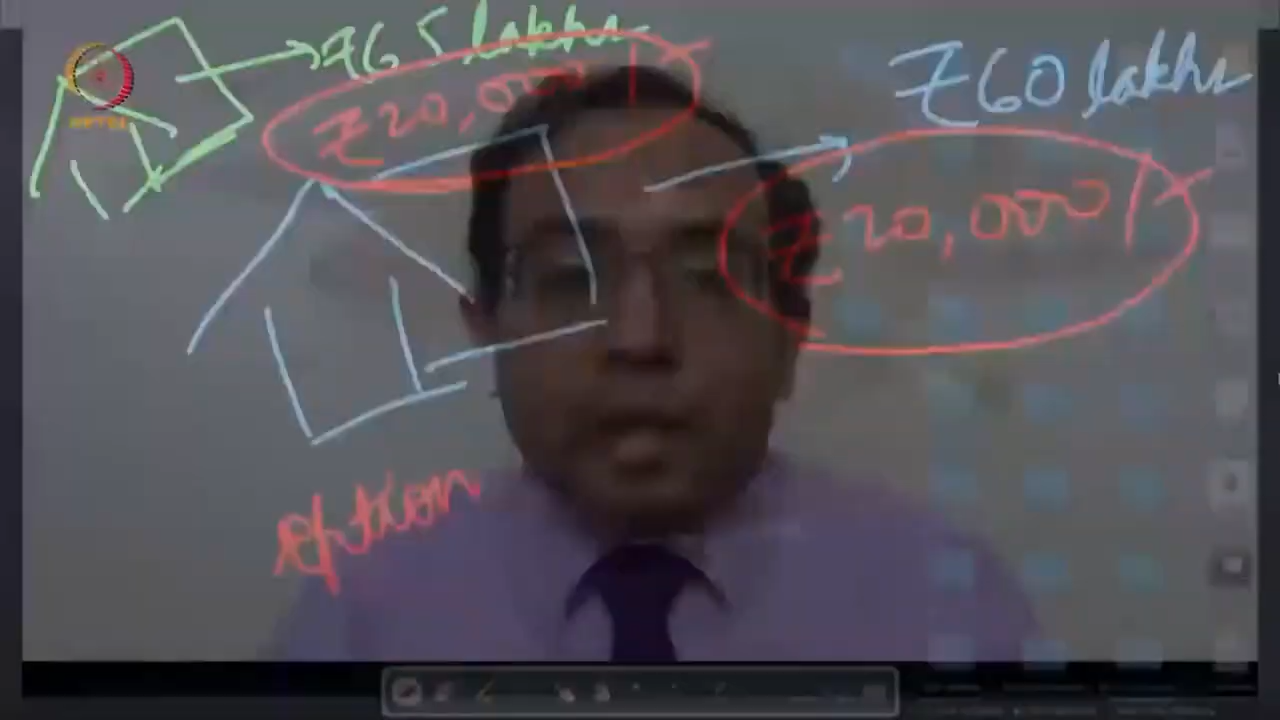 ₹65 lakhs
₹20,000/-
₹60 lakhs
₹20,000/-
option